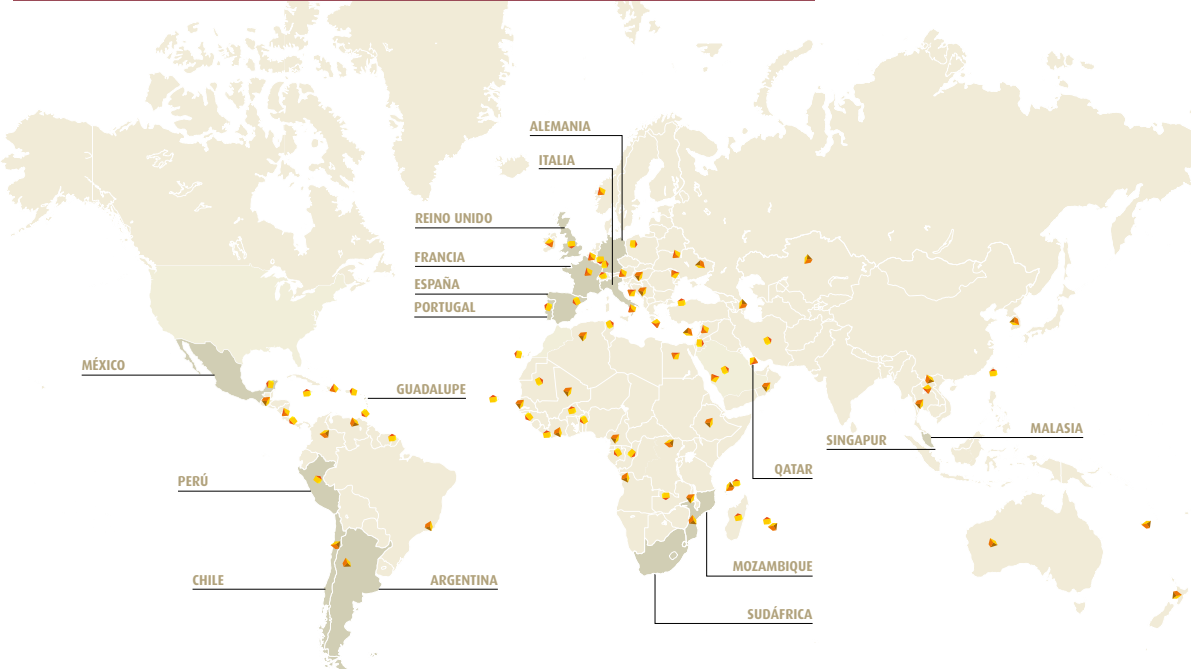 ALEMANIA
ITALIA
REINO UNIDO
FRANCIA
ESPAÑA
PORTUGAL
MÉXICO
GUADALUPE
MALASIA
SINGAPUR
QATAR
PERÚ
MOZAMBIQUE
CHILE
ARGENTINA
SUDÁFRICA